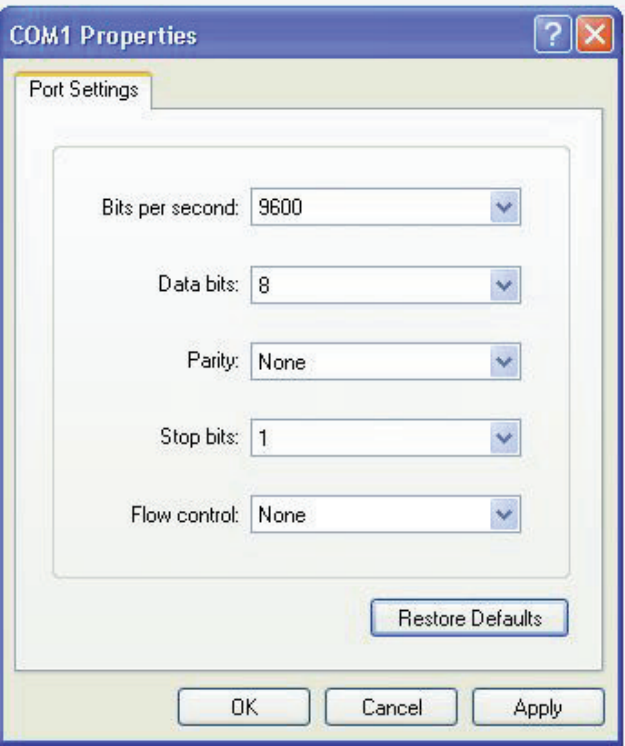 COM1 Properties
Port Settings
Bits per second: 9600
Data bits: 8
Parity: None
Stop bits: 1
Flow control: None
Restore Defaults
OK Cancel Apply